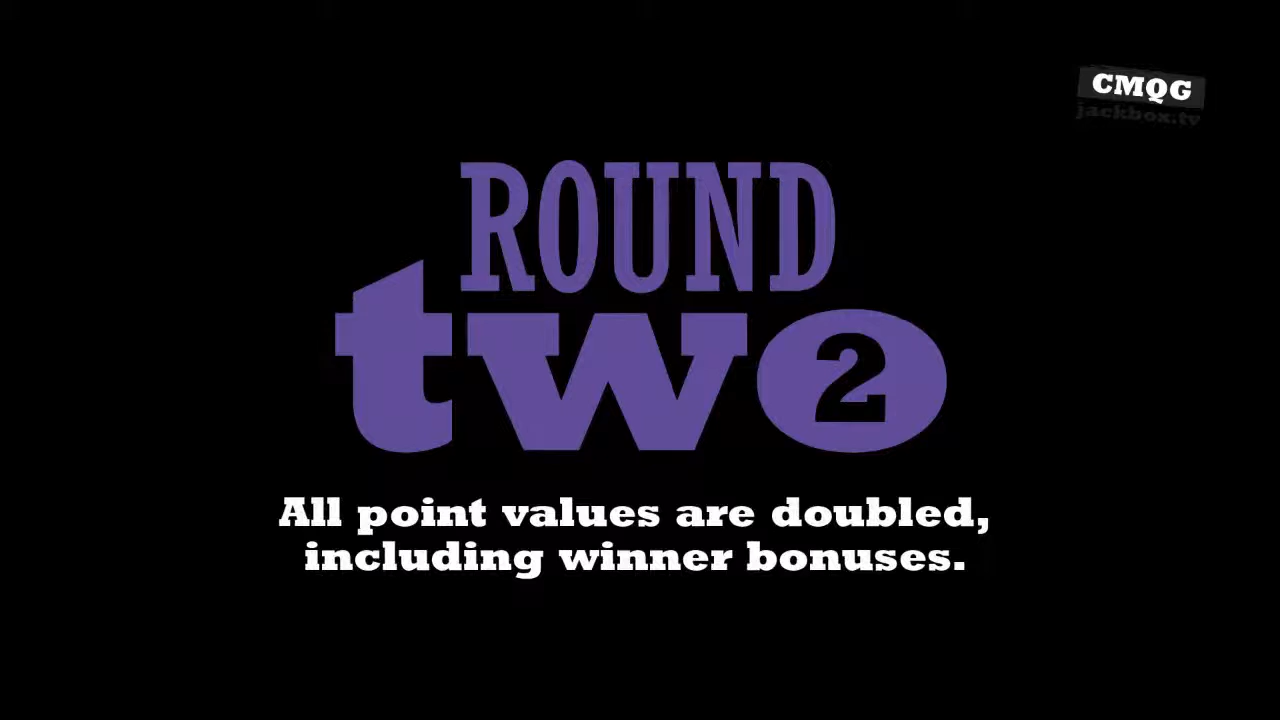 CMQG
jackbox.tv
ROUND
two
2
All point values are doubled,
including winner bonuses.